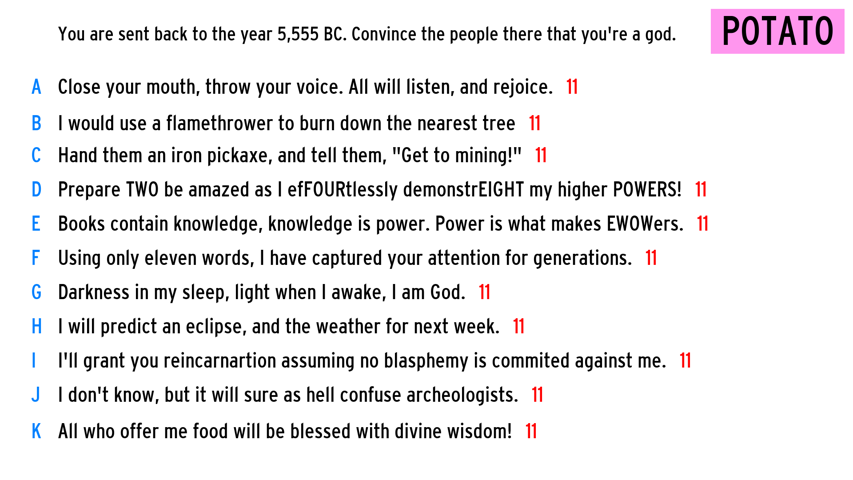 You are sent back to the year 5,555 BC. Convince the people there that you're a god.
POTATO
A Close your mouth, throw your voice. All will listen, and rejoice. 11
B I would use a flamethrower to burn down the nearest tree 11
C Hand them an iron pickaxe, and tell them, "Get to mining!" 11
D Prepare TWO be amazed as I efFOURtlessly demonstrEIGHT my higher POWERS! 11
E Books contain knowledge, knowledge is power. Power is what makes EWOWers. 11
F Using only eleven words, I have captured your attention for generations. 11
G Darkness in my sleep, light when I awake, I am God. 11
H I will predict an eclipse, and the weather for next week. 11
I I'll grant you reincarnartion assuming no blasphemy is commited against me. 11
J I don't know, but it will sure as hell confuse archeologists. 11
K All who offer me food will be blessed with divine wisdom! 11